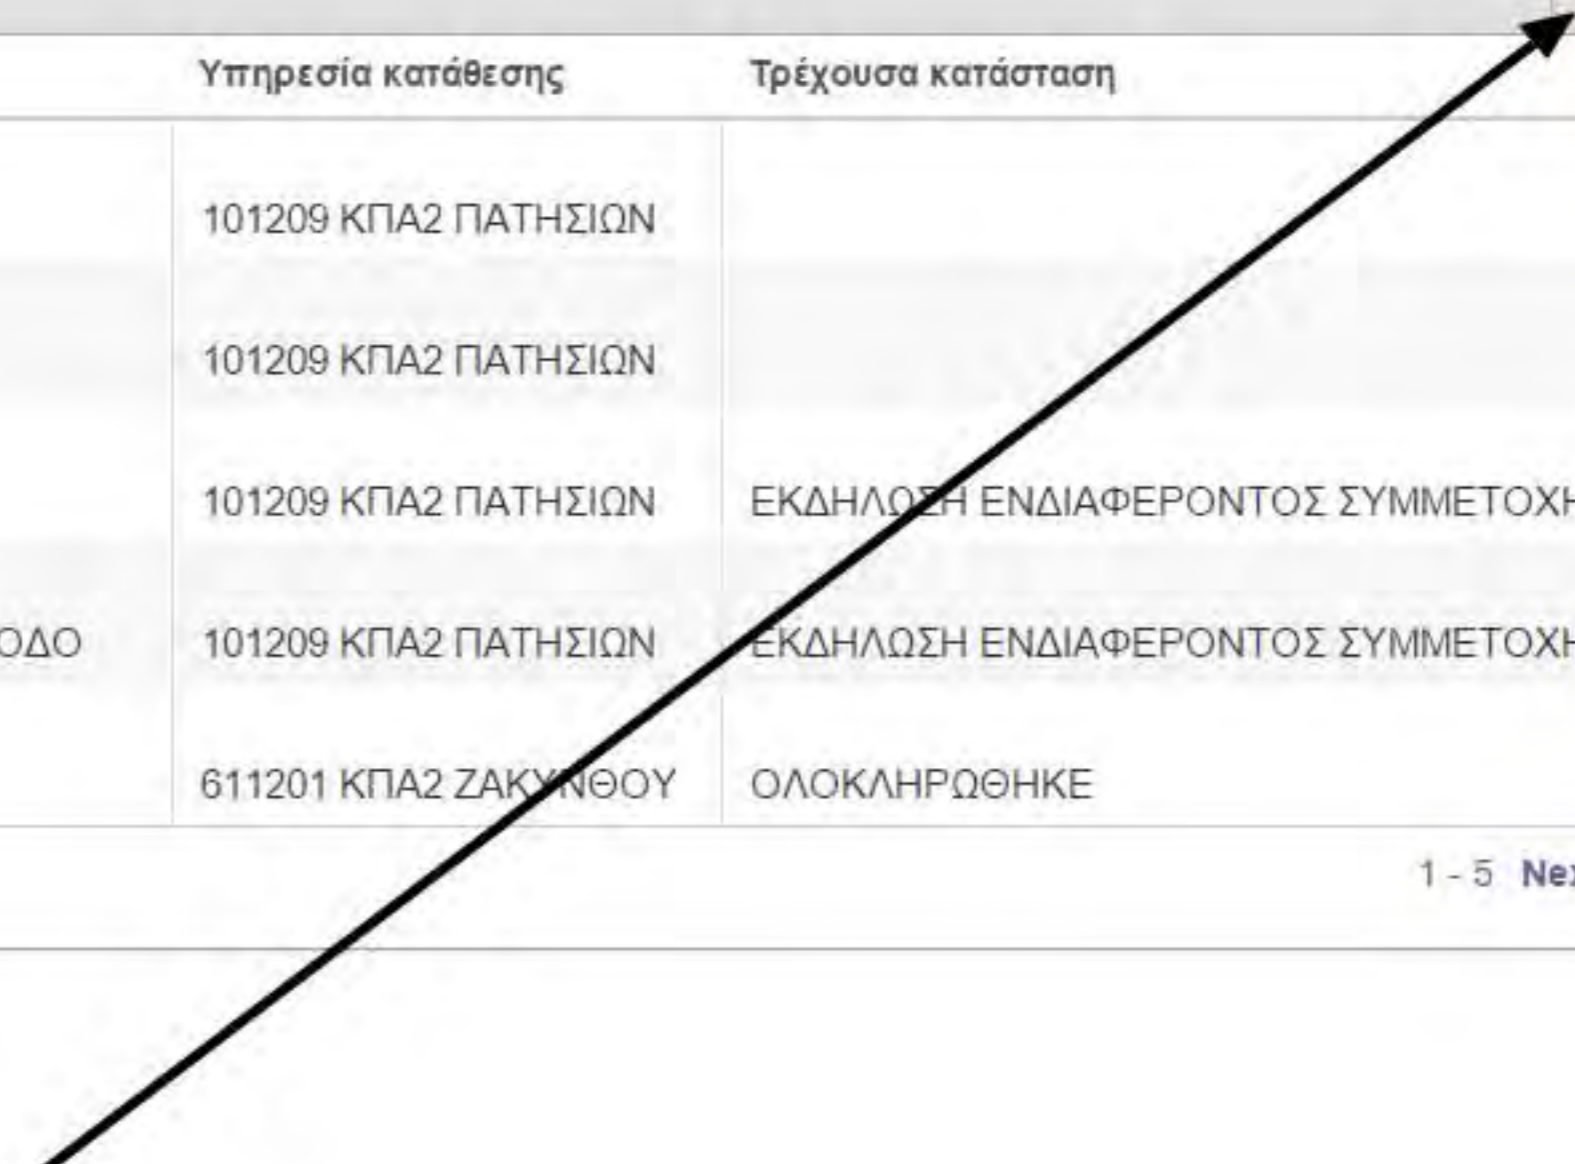 Υπηρεσία κατάθεσης Τρέχουσα κατάσταση
101209 ΚΠΑ2 ΠΑΤΗΣΙΩΝ
101209 ΚΠΑ2 ΠΑΤΗΣΙΩΝ
101209 ΚΠΑ2 ΠΑΤΗΣΙΩΝ ΕΚΔΗΛΩΣΗ ΕΝΔΙΑΦΕΡΟΝΤΟΣ ΣΥΜΜΕΤΟΧΗ
ΟΔΟ 101209 ΚΠΑ2 ΠΑΤΗΣΙΩΝ ΕΚΔΗΛΩΣΗ ΕΝΔΙΑΦΕΡΟΝΤΟΣ ΣΥΜΜΕΤΟΧΗ
611201 ΚΠΑ2 ΖΑΚΥΝΘΟΥ ΟΛΟΚΛΗΡΩΘΗΚΕ
1 - 5